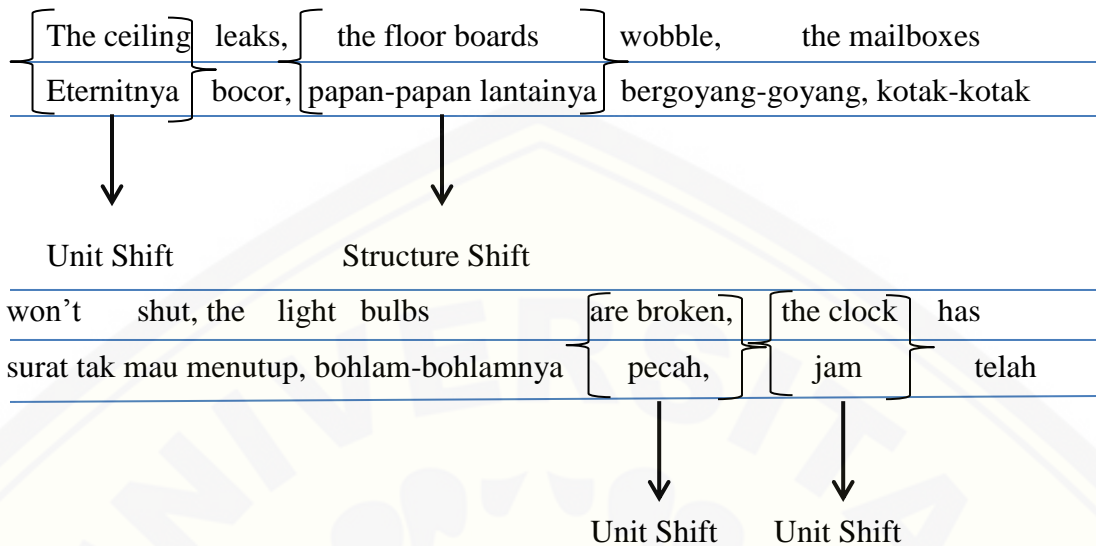 The ceiling leaks, the floor boards wobble, the mailboxes
Eternitnya bocor, papan-papan lantainya bergoyang-goyang, kotak-kotak
Unit Shift Structure Shift
won’t shut, the light bulbs are broken, the clock has
surat tak mau menutup, bohlam-bohlamnya pecah, jam telah
Unit Shift Unit Shift
NIVERSITA